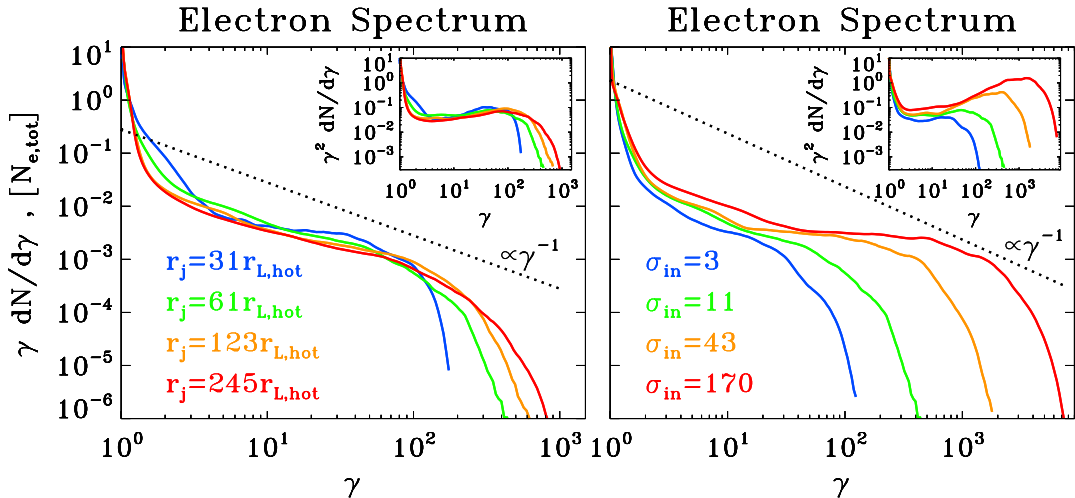 Electron Spectrum
Electron Spectrum
γ dN/dγ , [N_e,tot]
10^1
10^0
10^-1
10^-2
10^-3
10^-4
10^-5
10^-6
10^0
10^1
10^2
10^3
γ
∝γ^-1
r_j=31r_L,hot
r_j=61r_L,hot
r_j=123r_L,hot
r_j=245r_L,hot
γ^2 dN/dγ
10^1
10^0
10^-1
10^-2
10^-3
10^0
10^1
10^2
10^3
γ
∝γ^-1
σ_in=3
σ_in=11
σ_in=43
σ_in=170
10^0
10^1
10^2
10^3
γ
γ^2 dN/dγ
10^1
10^0
10^-1
10^-2
10^-3
10^0
10^1
10^2
10^3
γ